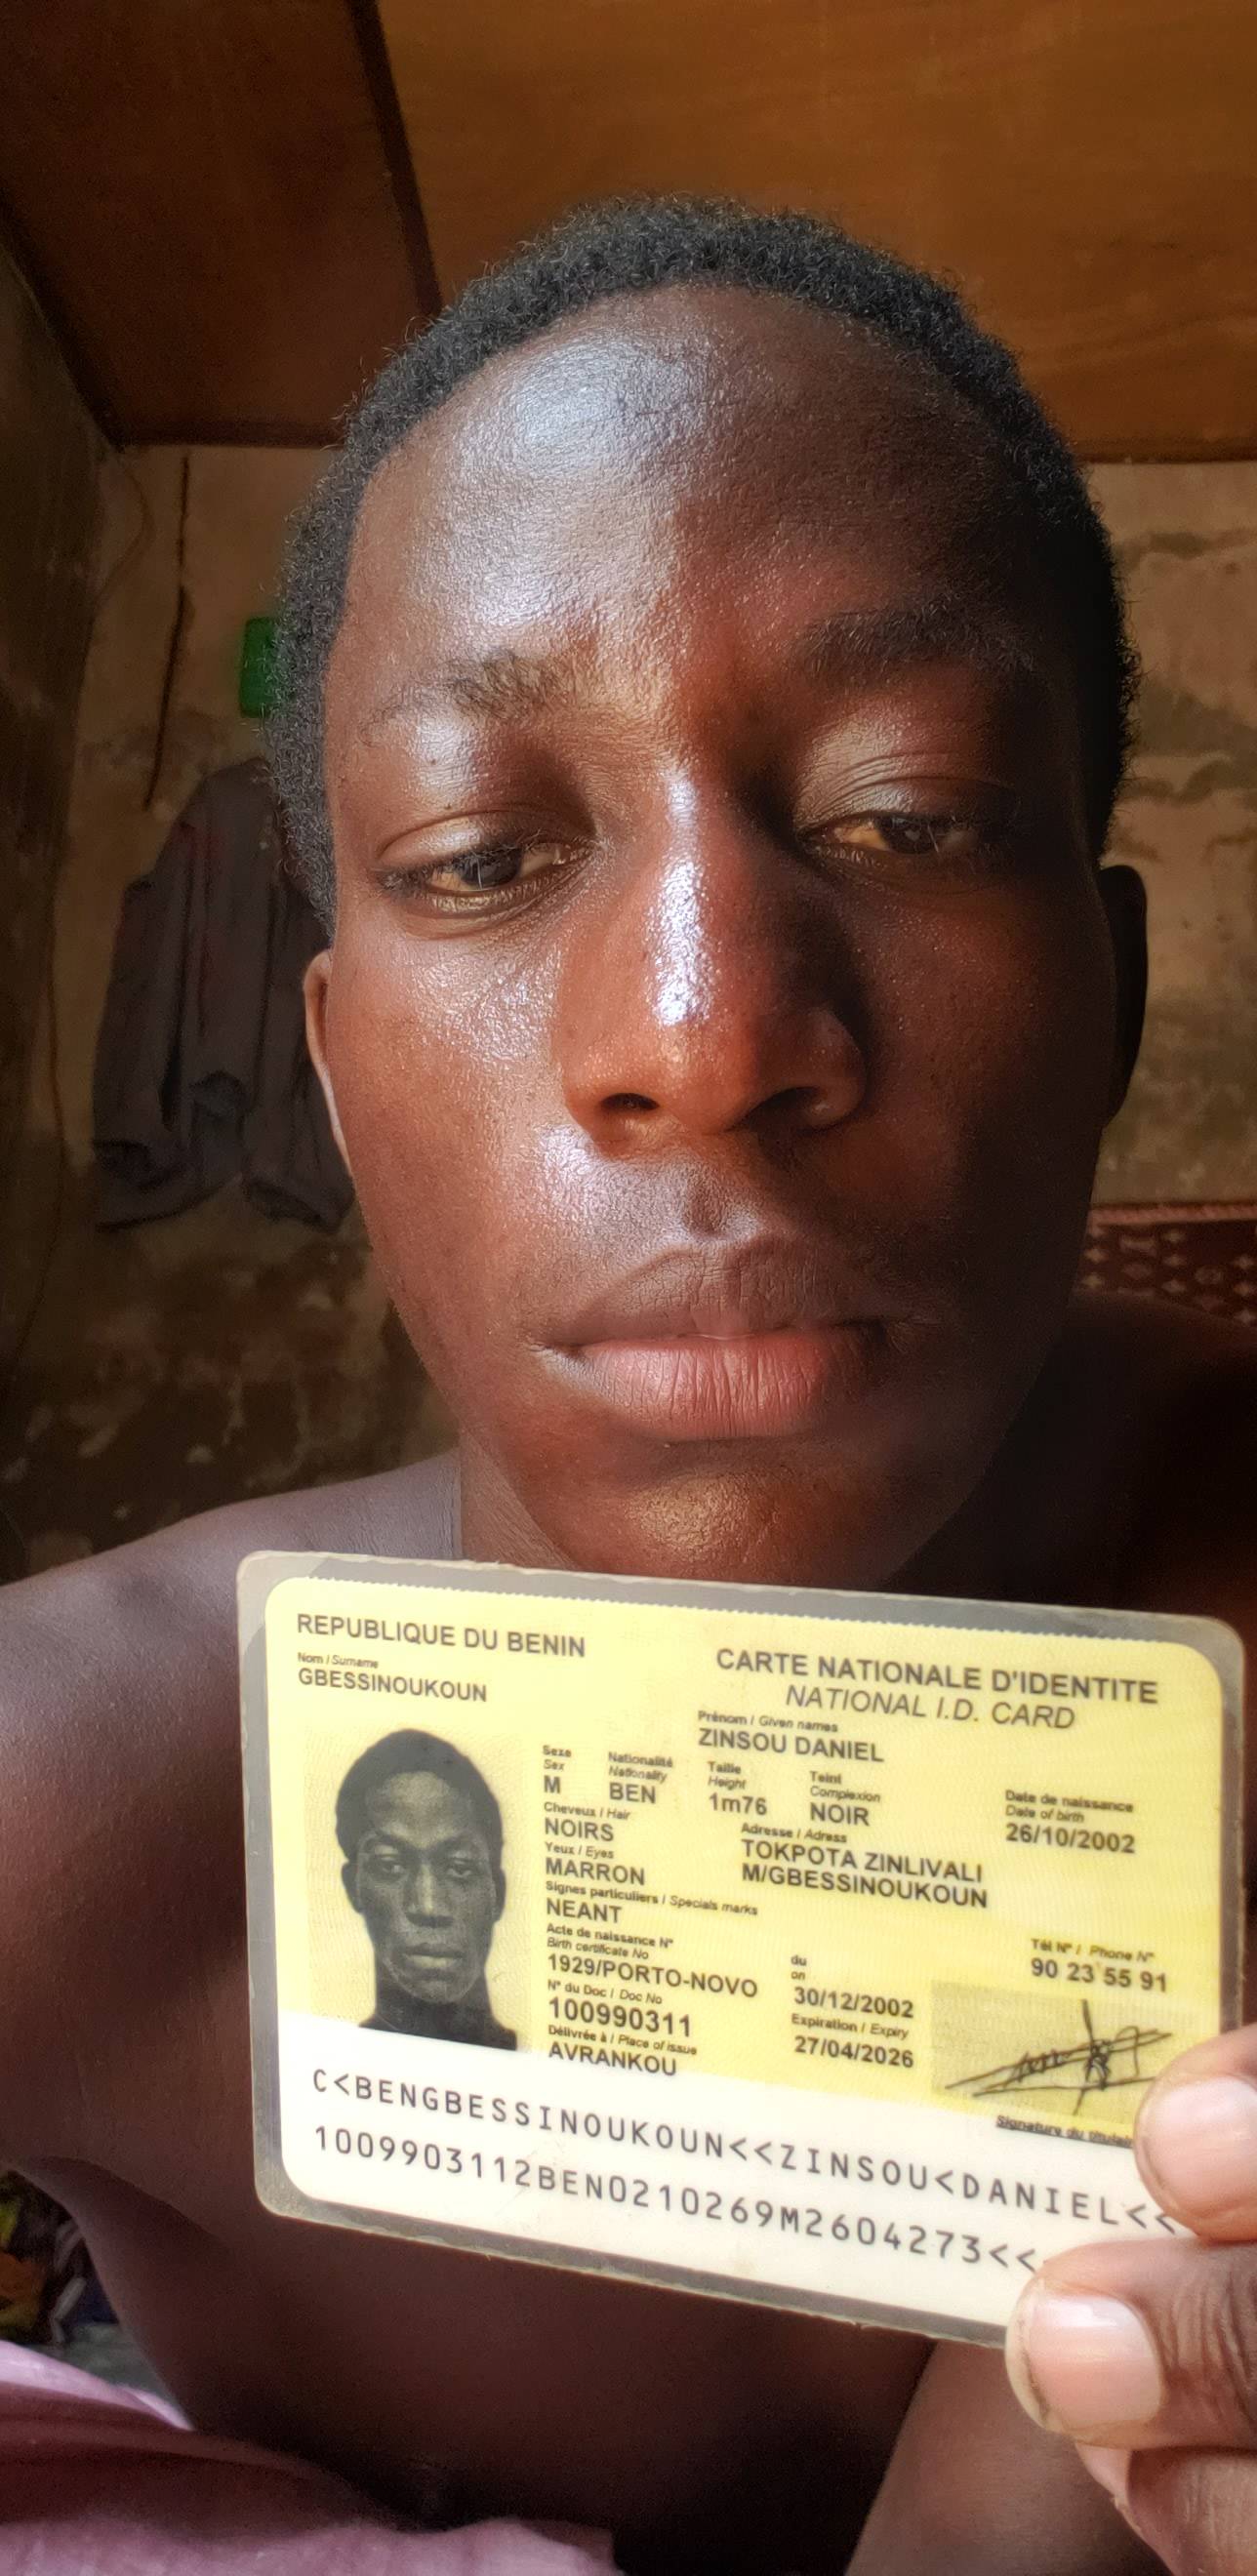 REPUBLIQUE DU BENIN
CARTE NATIONALE D'IDENTITE
NATIONAL I.D. CARD
Nom / Surname
GBESSINOUKOUN
Prénom / Given names
ZINSOU DANIEL
Sexe
Sex
M
Nationalité
Nationality
BEN
Taille
Height
1m76
Teint
Complexion
NOIR
Date de naissance
Date of birth
26/10/2002
Cheveux / Hair
NOIRS
Adresse / Adress
TOKPOTA ZINLIVALI
M/GBESSINOUKOUN
Yeux / Eyes
MARRON
Signes particuliers / Specials marks
NEANT
Acte de naissance N°
Birth certificate No
1929/PORTO-NOVO
du
on
30/12/2002
Tél N° / Phone N°
90 23 55 91
N° du Doc / Doc No
100990311
Expiration / Expiry
27/04/2026
Délivrée à / Place of issue
AVRANKOU
Signature du titulair
C<BENGBESSINOUKOUN<<ZINSOU<DANIEL<<
1009903112BEN0210269M2604273<<